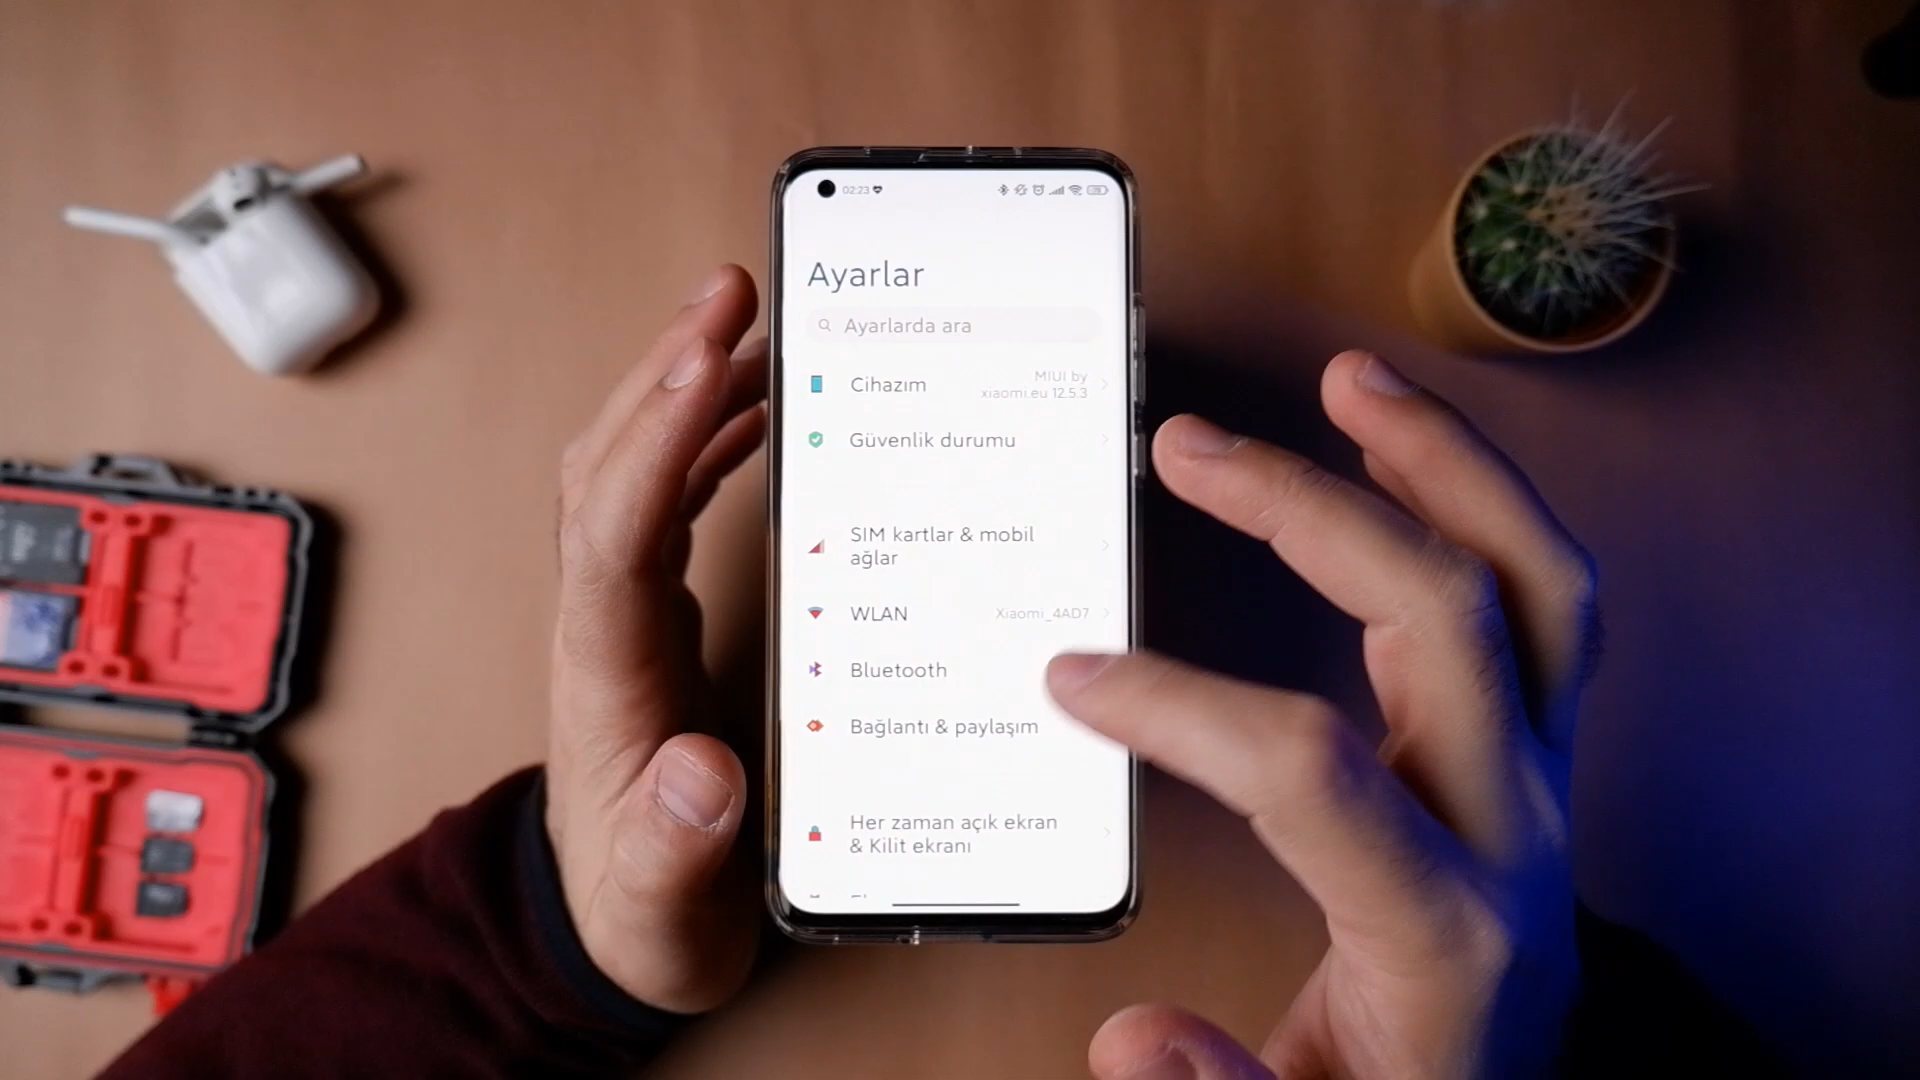 02:23
Ayarlar
Ayarlarda ara
Cihazım
MIUI by
xiaomi.eu 12.5.3
Güvenlik durumu
SIM kartlar & mobil
ağlar
WLAN
Xiaomi_4AD7
Bluetooth
Bağlantı & paylaşım
Her zaman açık ekran
& Kilit ekranı